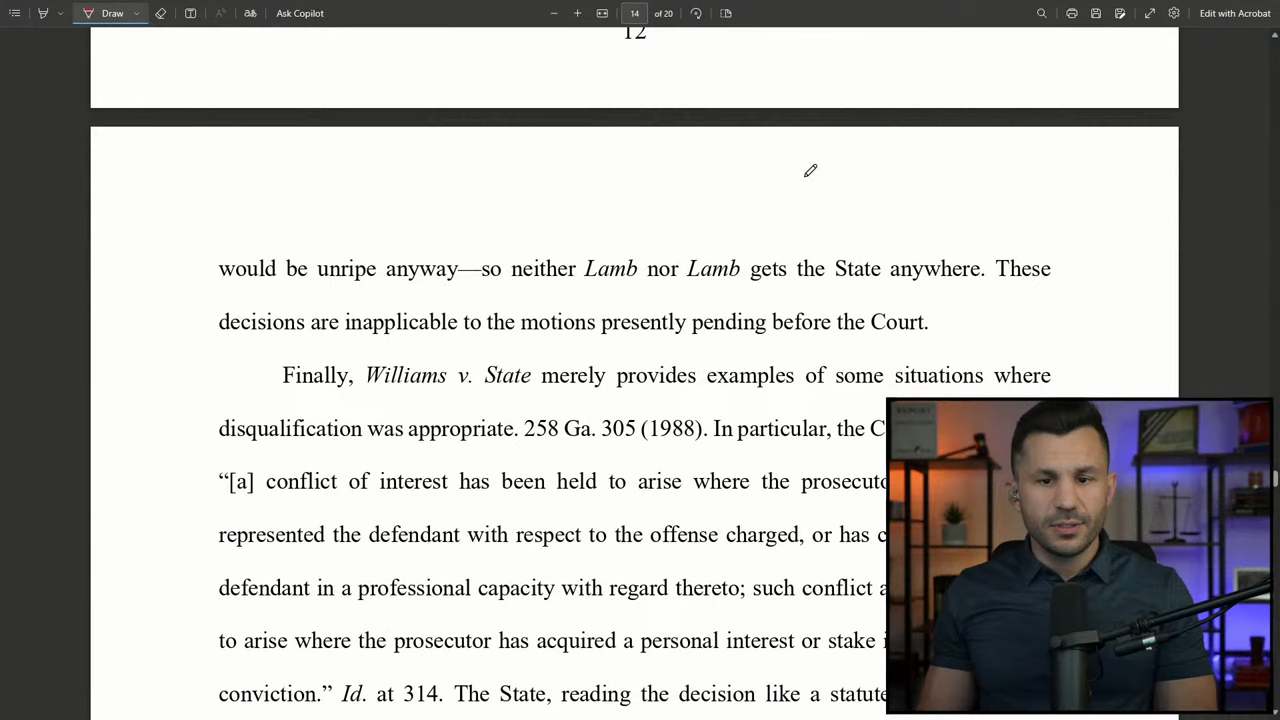 Draw
Ask Copilot
14 of 20
Edit with Acrobat
12
would be unripe anyway—so neither Lamb nor Lamb gets the State anywhere. These
decisions are inapplicable to the motions presently pending before the Court.
Finally, Williams v. State merely provides examples of some situations where
disqualification was appropriate. 258 Ga. 305 (1988). In particular, the C
“[a] conflict of interest has been held to arise where the prosecuto
represented the defendant with respect to the offense charged, or has c
defendant in a professional capacity with regard thereto; such conflict a
to arise where the prosecutor has acquired a personal interest or stake i
conviction.” Id. at 314. The State, reading the decision like a statute